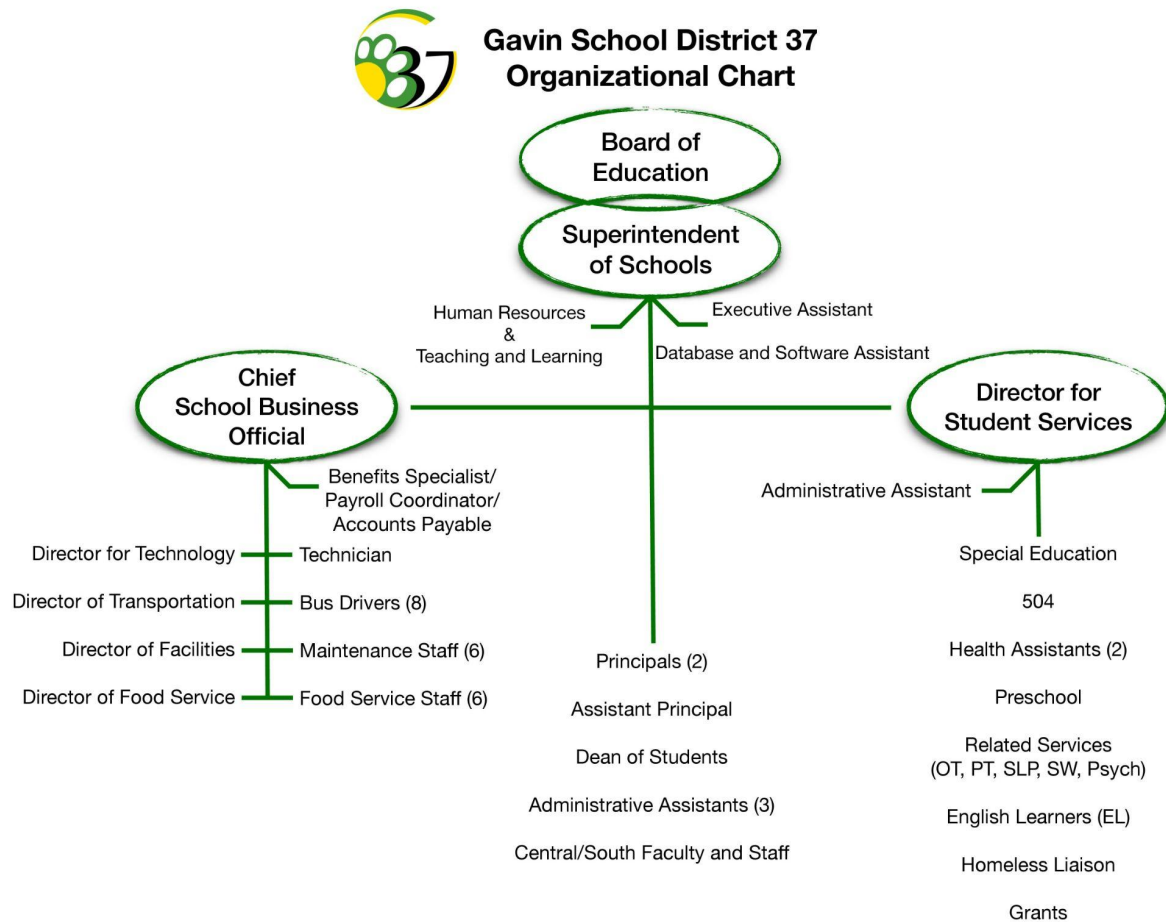 37
Gavin School District 37
Organizational Chart
Board of
Education
Superintendent
of Schools
Human Resources
&
Teaching and Learning
Executive Assistant
Database and Software Assistant
Chief
School Business
Official
Director for
Student Services
Benefits Specialist/
Payroll Coordinator/
Accounts Payable
Director for Technology
Technician
Director of Transportation
Bus Drivers (8)
Director of Facilities
Maintenance Staff (6)
Director of Food Service
Food Service Staff (6)
Principals (2)
Assistant Principal
Dean of Students
Administrative Assistants (3)
Central/South Faculty and Staff
Administrative Assistant
Special Education
504
Health Assistants (2)
Preschool
Related Services
(OT, PT, SLP, SW, Psych)
English Learners (EL)
Homeless Liaison
Grants